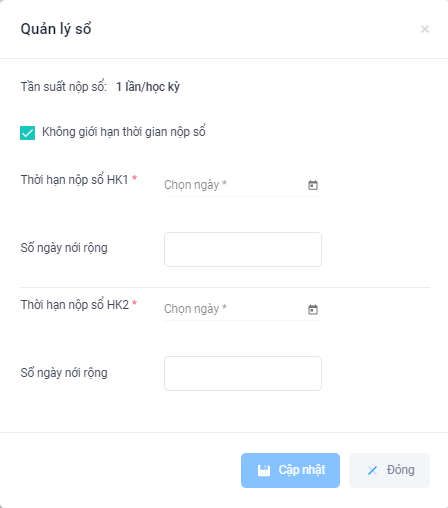 Quản lý sổ
×
Tần suất nộp sổ: 1 lần/học kỳ
Không giới hạn thời gian nộp sổ
Thời hạn nộp sổ HK1 *
Chọn ngày *
Số ngày nới rộng
Thời hạn nộp sổ HK2 *
Chọn ngày *
Số ngày nới rộng
Cập nhật
Đóng